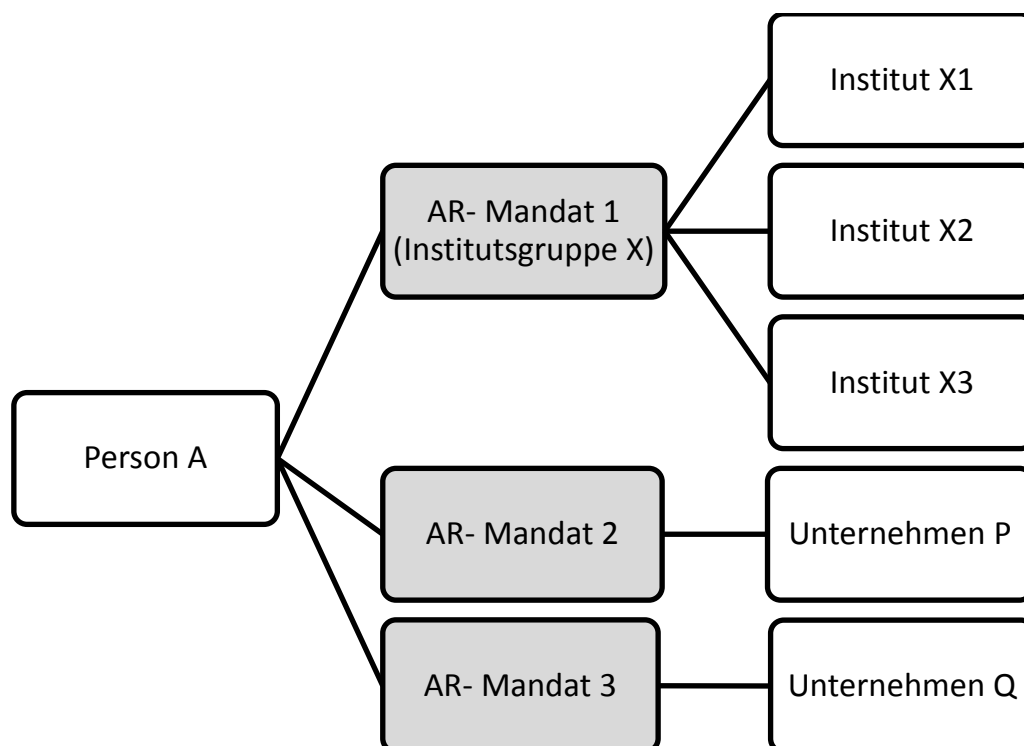 Institut X1
AR- Mandat 1
(Institutsgruppe X)
Institut X2
Institut X3
Person A
AR- Mandat 2
Unternehmen P
AR- Mandat 3
Unternehmen Q